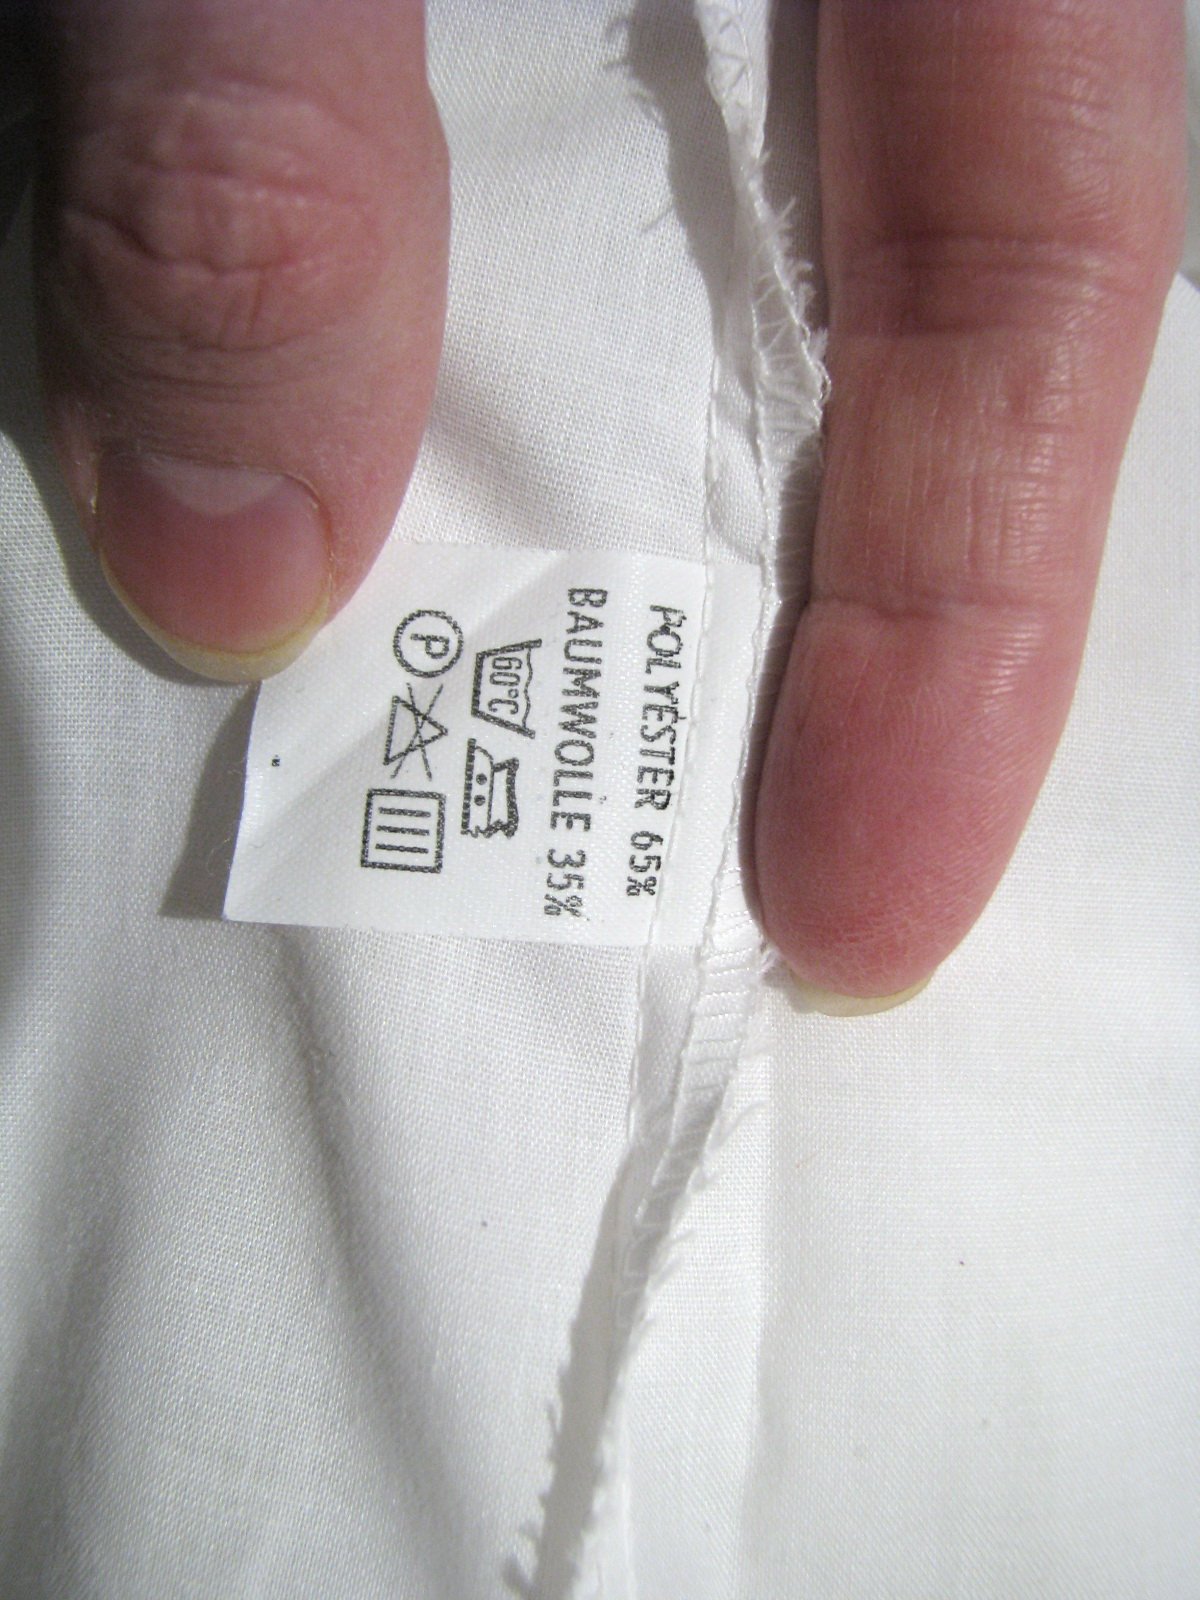 POLYESTER 65%
BAUMWOLLE 35%
60°C
P